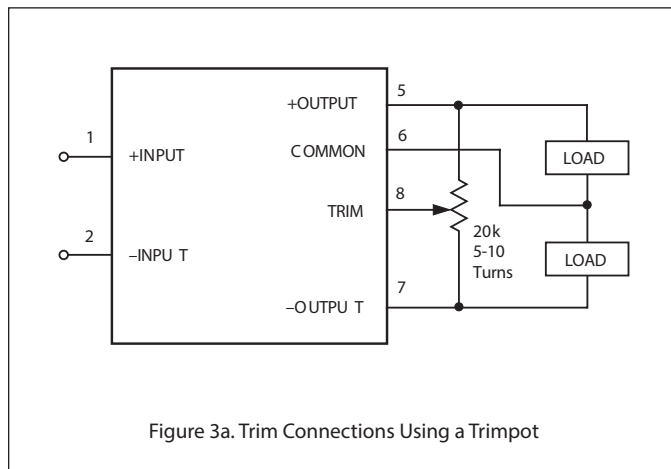 5
+OUTPUT
6
1
COMMON
+INPUT
LOAD
8
TRIM
20k
5-10
Turns
2
–INPU T
LOAD
7
–OUTPU T
Figure 3a. Trim Connections Using a Trimpot